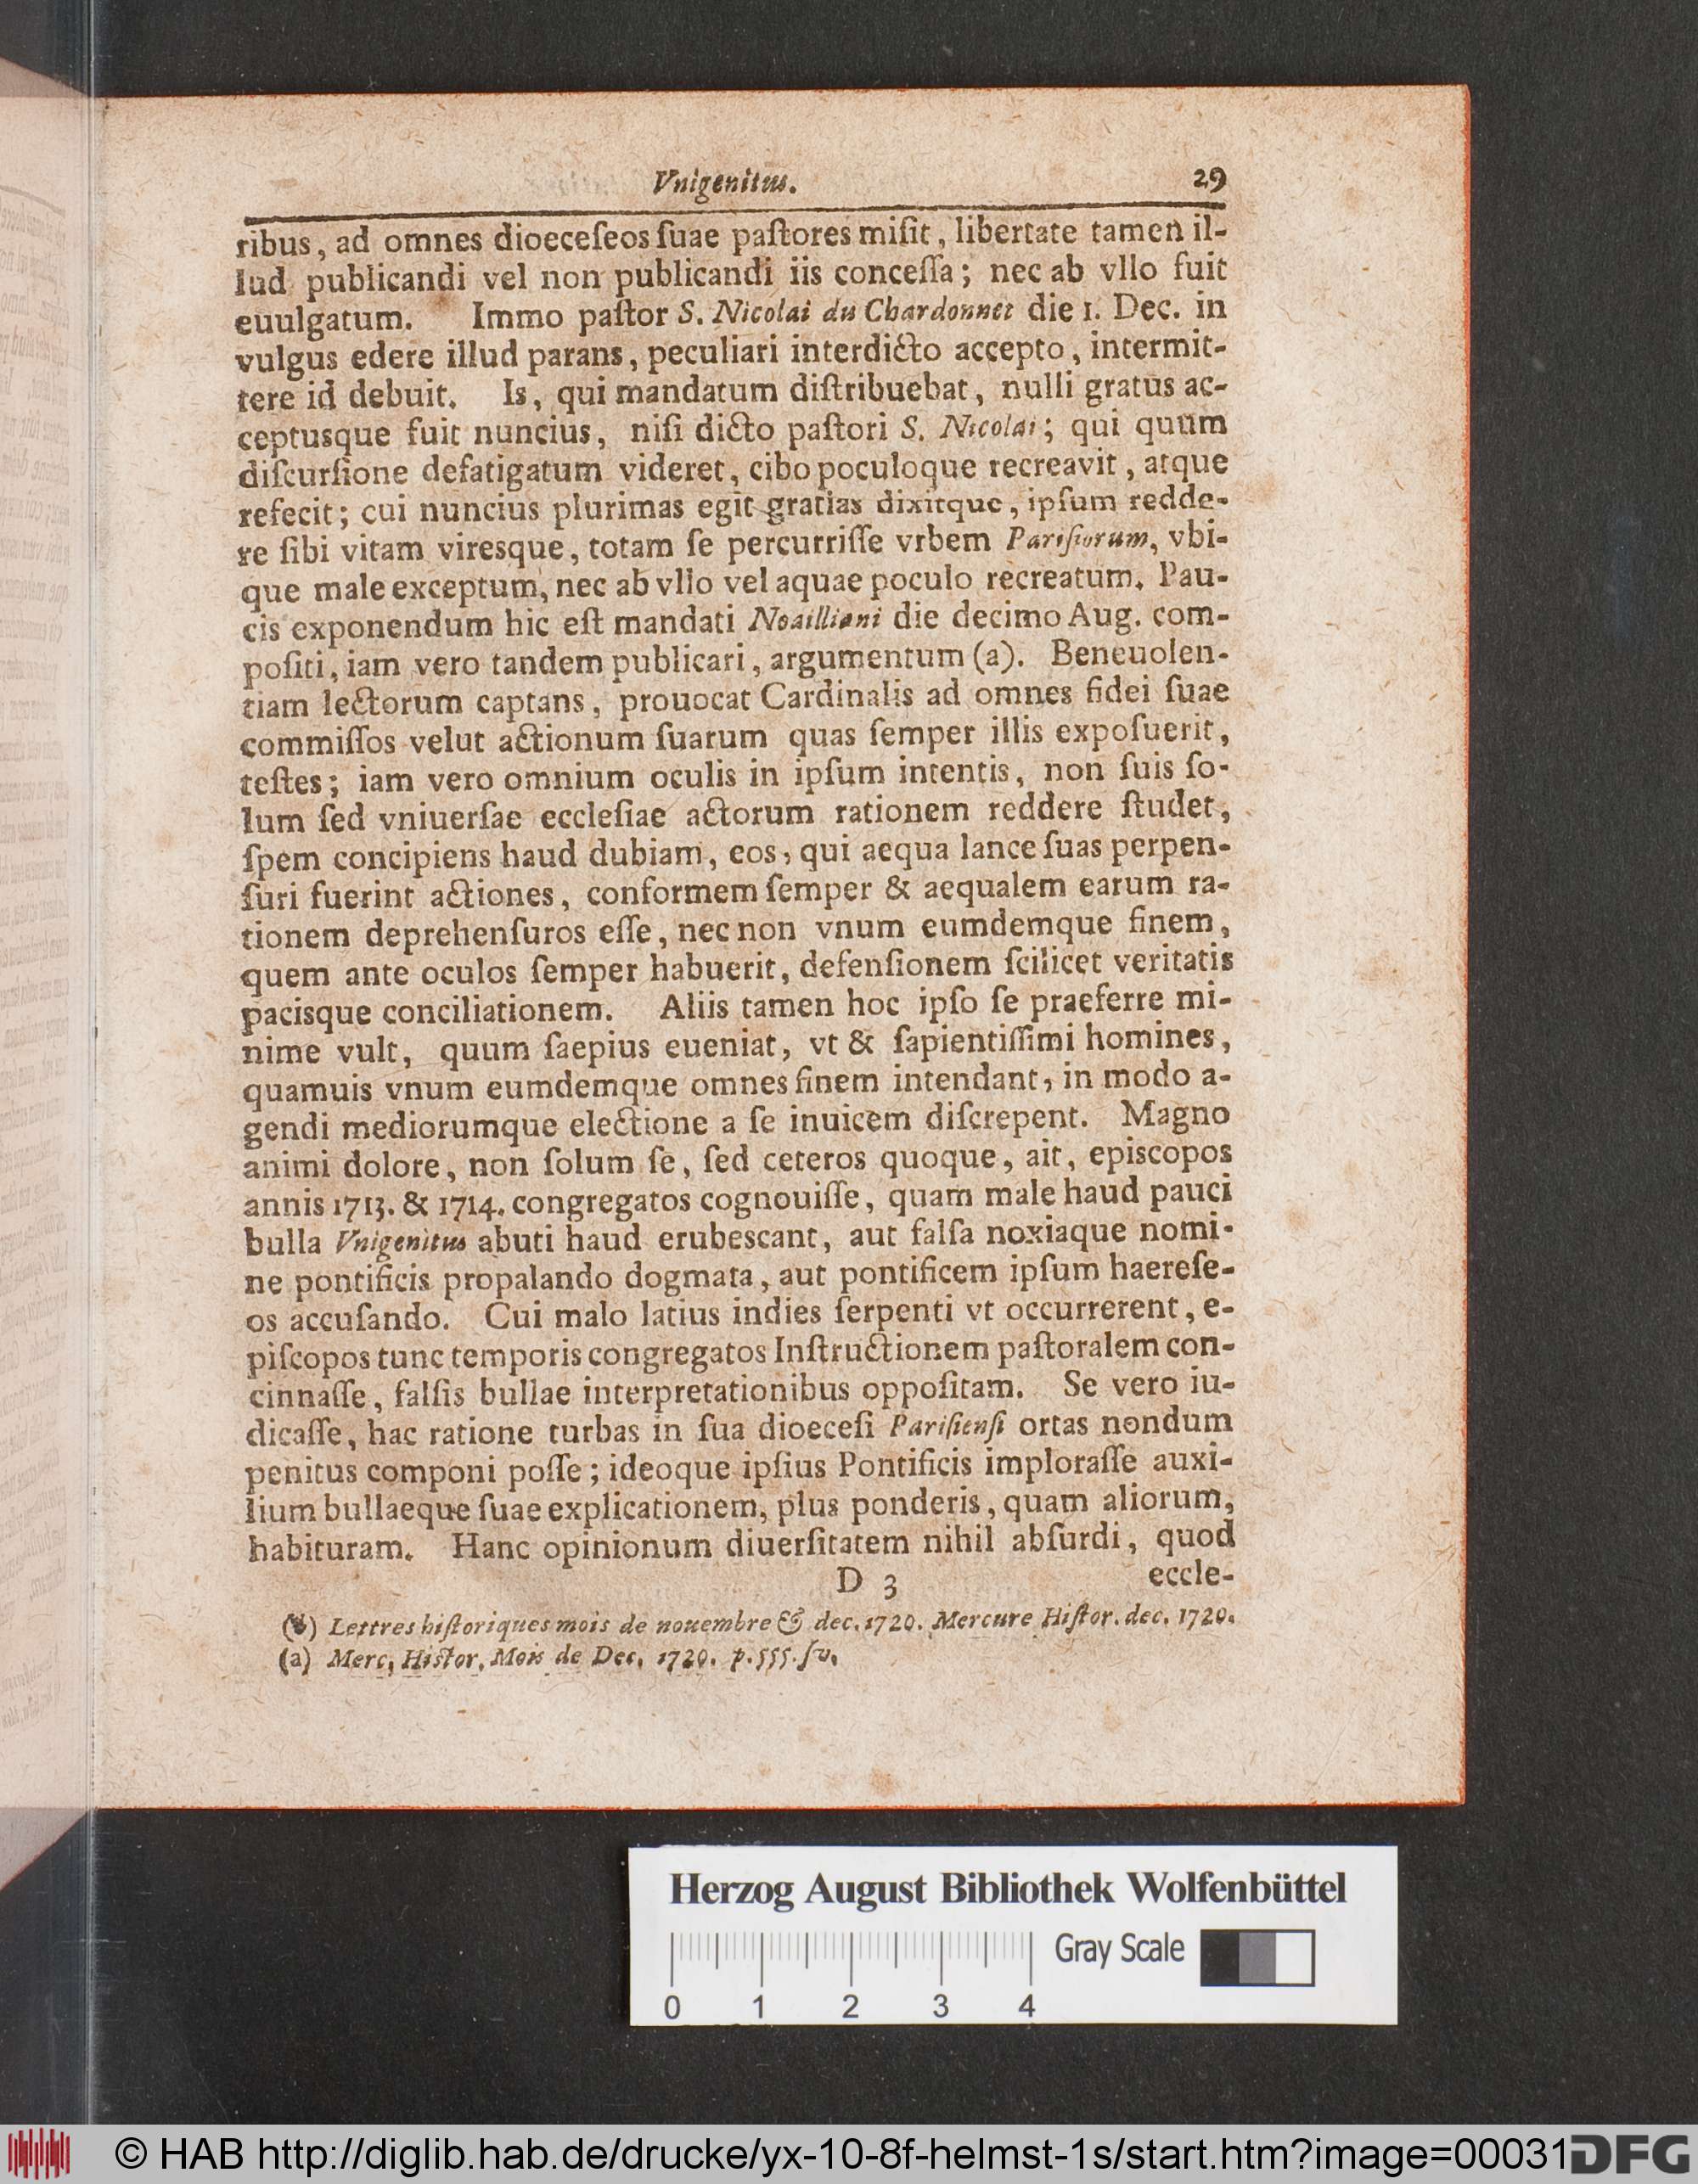 Vnigenitus. 29
ribus, ad omnes dioeceſeos ſuae paſtores miſit, libertate tamen il-
lud publicandi vel non publicandi iis conceſſa; nec ab vllo fuit
euulgatum. Immo paſtor S. Nicolai du Chardonnet die 1. Dec. in
vulgus edere illud parans, peculiari interdicto accepto, intermit-
tere id debuit. Is, qui mandatum diſtribuebat, nulli gratus ac-
ceptusque fuit nuncius, niſi dicto paſtori S. Nicolai; qui quum
diſcurſione defatigatum videret, cibo poculoque recreavit, atque
refecit; cui nuncius plurimas egit gratias dixitque, ipſum redde-
re ſibi vitam viresque, totam ſe percurriſſe vrbem Pariſiorum, vbi-
que male exceptum, nec ab vllo vel aquae poculo recreatum. Pau-
cis exponendum hic eſt mandati Noailliani die decimo Aug. com-
poſiti, iam vero tandem publicari, argumentum (a). Beneuolen-
tiam lectorum captans, prouocat Cardinalis ad omnes fidei ſuae
commiſſos velut actionum ſuarum quas ſemper illis expoſuerit,
teſtes; iam vero omnium oculis in ipſum intentis, non ſuis ſo-
lum ſed vniuerſae eccleſiae actorum rationem reddere ſtudet,
ſpem concipiens haud dubiam, eos, qui aequa lance ſuas perpen-
ſuri fuerint actiones, conformem ſemper & aequalem earum ra-
tionem deprehenſuros eſſe, nec non vnum eumdemque finem,
quem ante oculos ſemper habuerit, defenſionem ſcilicet veritatis
pacisque conciliationem. Aliis tamen hoc ipſo ſe praeferre mi-
nime vult, quum ſaepius eueniat, vt & ſapientiſſimi homines,
quamuis vnum eumdemque omnes finem intendant, in modo a-
gendi mediorumque electione a ſe inuicem diſcrepent. Magno
animi dolore, non ſolum ſe, ſed ceteros quoque, ait, episcopos
annis 1713. & 1714. congregatos cognouiſſe, quam male haud pauci
bulla Vnigenitus abuti haud erubescant, aut falſa noxiaque nomi-
ne pontificis propalando dogmata, aut pontificem ipſum haereſe-
os accuſando. Cui malo latius indies ſerpenti vt occurrerent, e-
piſcopos tunc temporis congregatos Inſtructionem paſtoralem con-
cinnaſſe, falſis bullae interpretationibus oppoſitam. Se vero iu-
dicaſſe, hac ratione turbas in ſua dioeceſi Pariſienſi ortas nondum
penitus componi poſſe; ideoque ipſius Pontificis imploraſſe auxi-
lium bullaeque ſuae explicationem, plus ponderis, quam aliorum,
habituram. Hanc opinionum diuerſitatem nihil abſurdi, quod
D 3 eccle-
Lettres hiſtoriques mois de nouembre & dec. 1720. Mercure Hiſtor. dec. 1720.
(a) Merc, Hiſtor, Mois de Dec, 1720. p. 555. ſv.
Herzog August Bibliothek Wolfenbüttel
Gray Scale
0 1 2 3 4
© HAB http://diglib.hab.de/drucke/yx-10-8f-helmst-1s/start.htm?image=00031
DFG